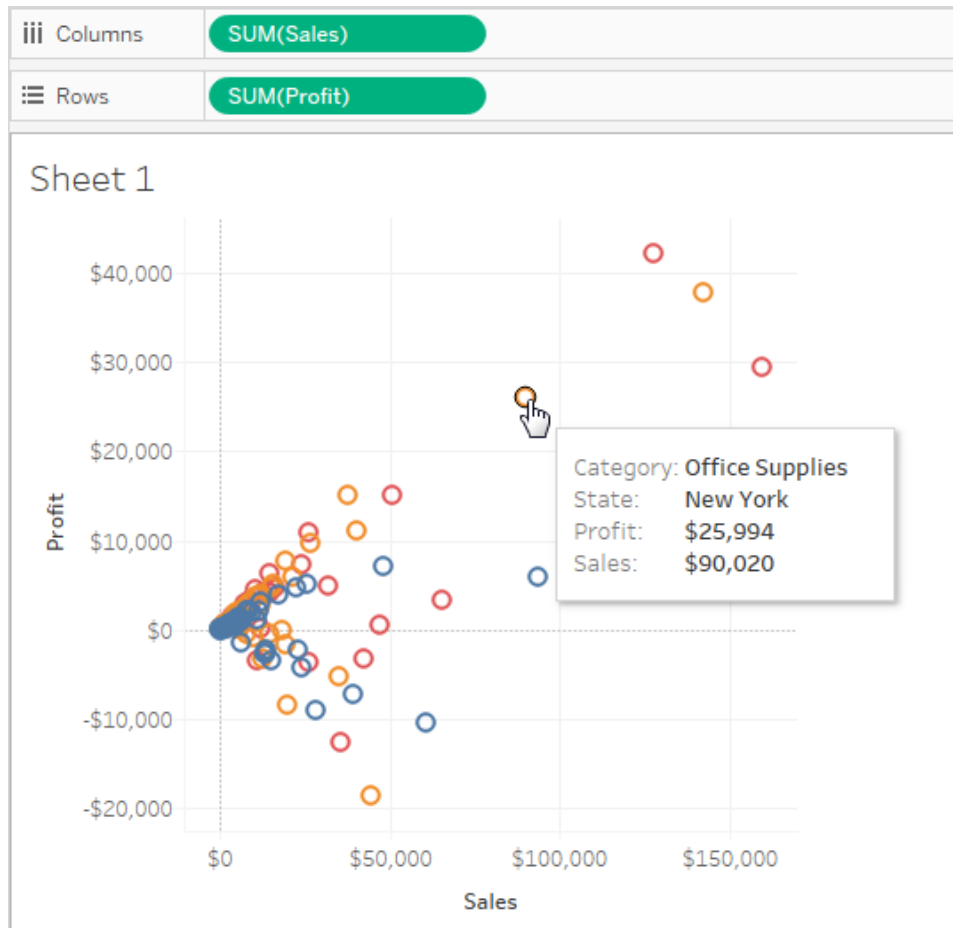 Columns SUM(Sales)
Rows SUM(Profit)
Sheet 1
$40,000
$30,000
$20,000
$10,000
$0
-$10,000
-$20,000
Profit
Category: Office Supplies
State: New York
Profit: $25,994
Sales: $90,020
$0 $50,000 $100,000 $150,000
Sales